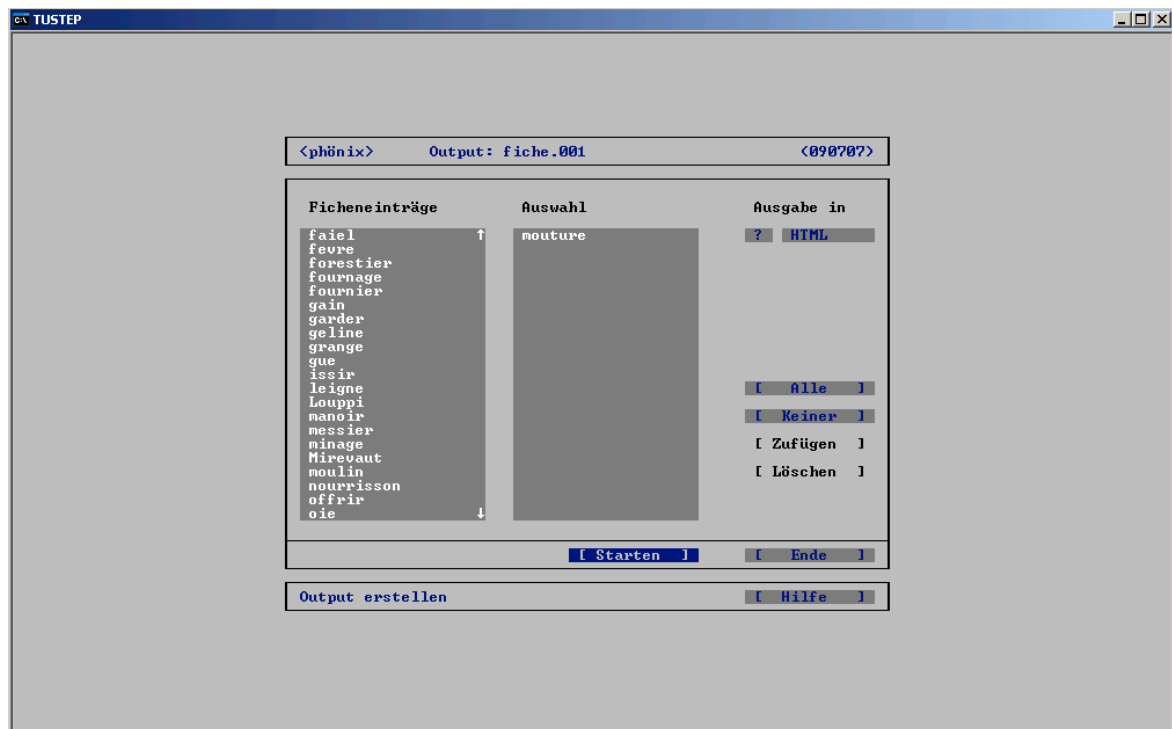 TUSTEP
<phönix> Output: fiche.001 (090707)
Ficheneinträge Auswahl Ausgabe in
faiel ↑ mouture ? HTML
fevre
forestier
fournage
fournier
gain
garder
geline
grange
gue
issir
leigne [ Alle ]
Louppi
manoir [ Keiner ]
messier
minage [ Zufügen ]
Mirevaut
moulin [ Löschen ]
nourrisson
offrir
oie ↓
[ Starten ] [ Ende ]
Output erstellen [ Hilfe ]